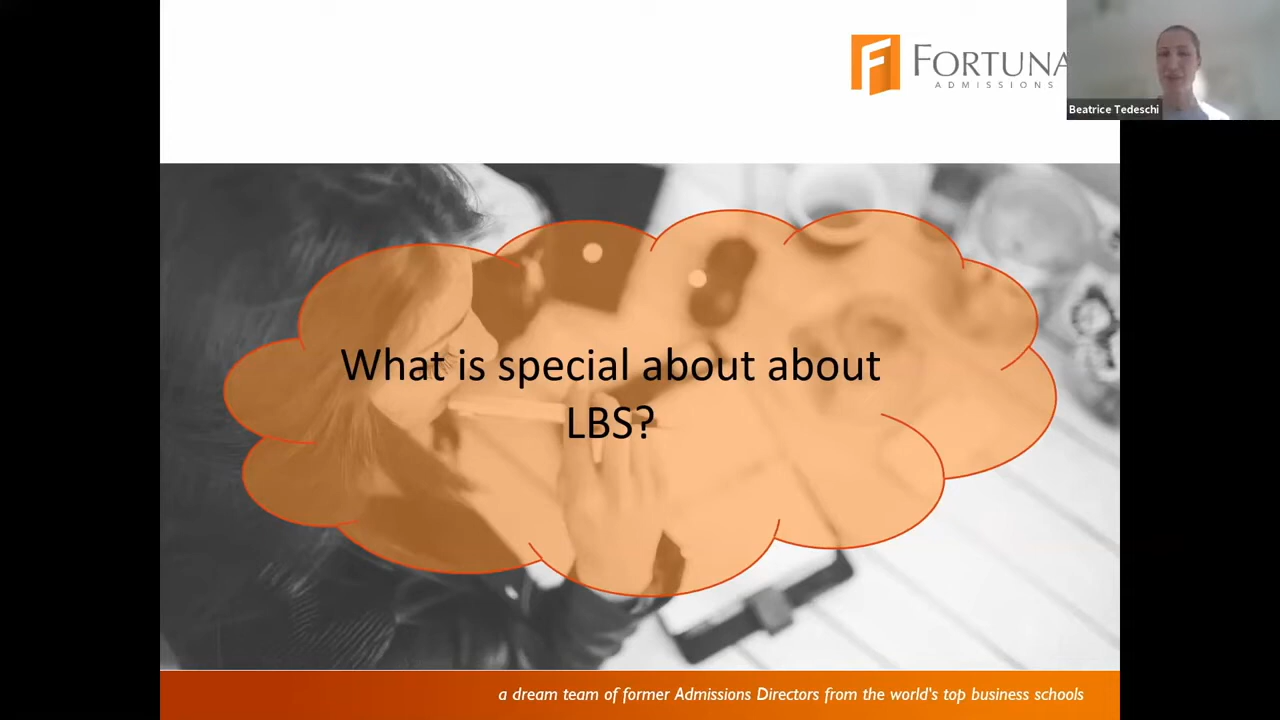 FORTUNA
ADMISSIONS
Beatrice Tedeschi
What is special about about
LBS?
a dream team of former Admissions Directors from the world's top business schools